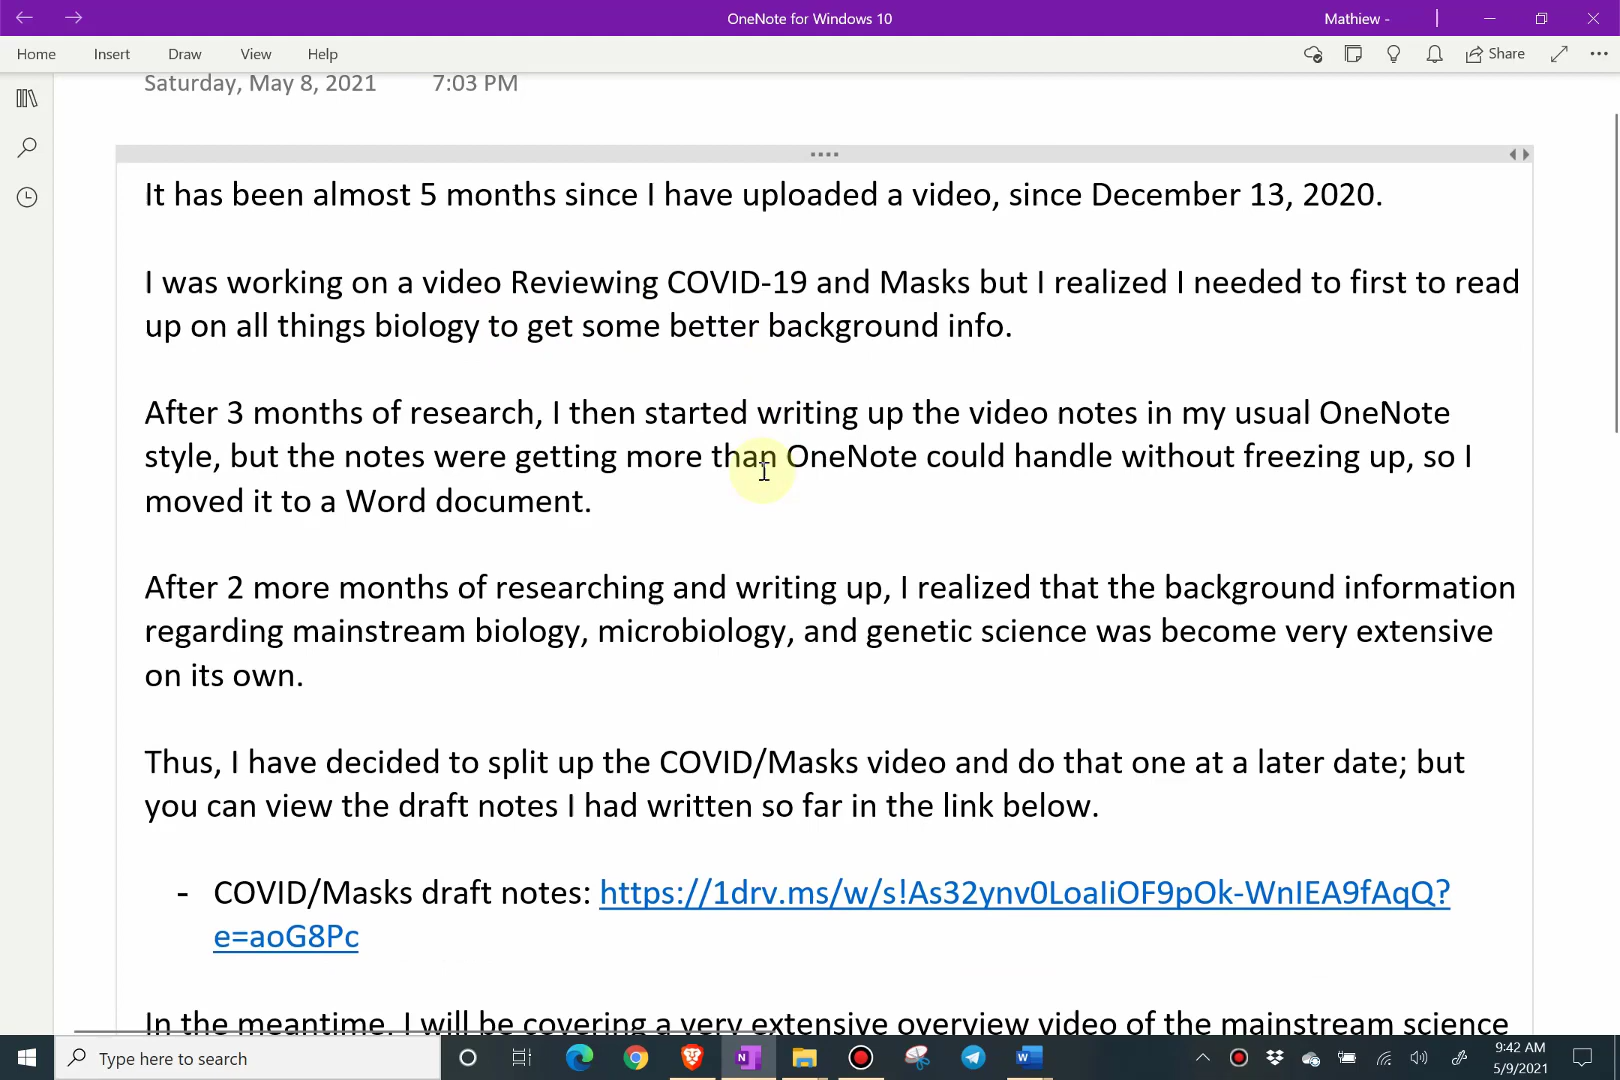 OneNote for Windows 10
Mathiew -
Home Insert Draw View Help
Share
Saturday, May 8, 2021 7:03 PM
It has been almost 5 months since I have uploaded a video, since December 13, 2020.
I was working on a video Reviewing COVID-19 and Masks but I realized I needed to first to read
up on all things biology to get some better background info.
After 3 months of research, I then started writing up the video notes in my usual OneNote
style, but the notes were getting more than OneNote could handle without freezing up, so I
moved it to a Word document.
After 2 more months of researching and writing up, I realized that the background information
regarding mainstream biology, microbiology, and genetic science was become very extensive
on its own.
Thus, I have decided to split up the COVID/Masks video and do that one at a later date; but
you can view the draft notes I had written so far in the link below.
- COVID/Masks draft notes: https://1drv.ms/w/s!As32ynv0LoaIiOF9pOk-WnIEA9fAqQ?
e=aoG8Pc
In the meantime, I will be covering a very extensive overview video of the mainstream science
Type here to search
9:42 AM
5/9/2021